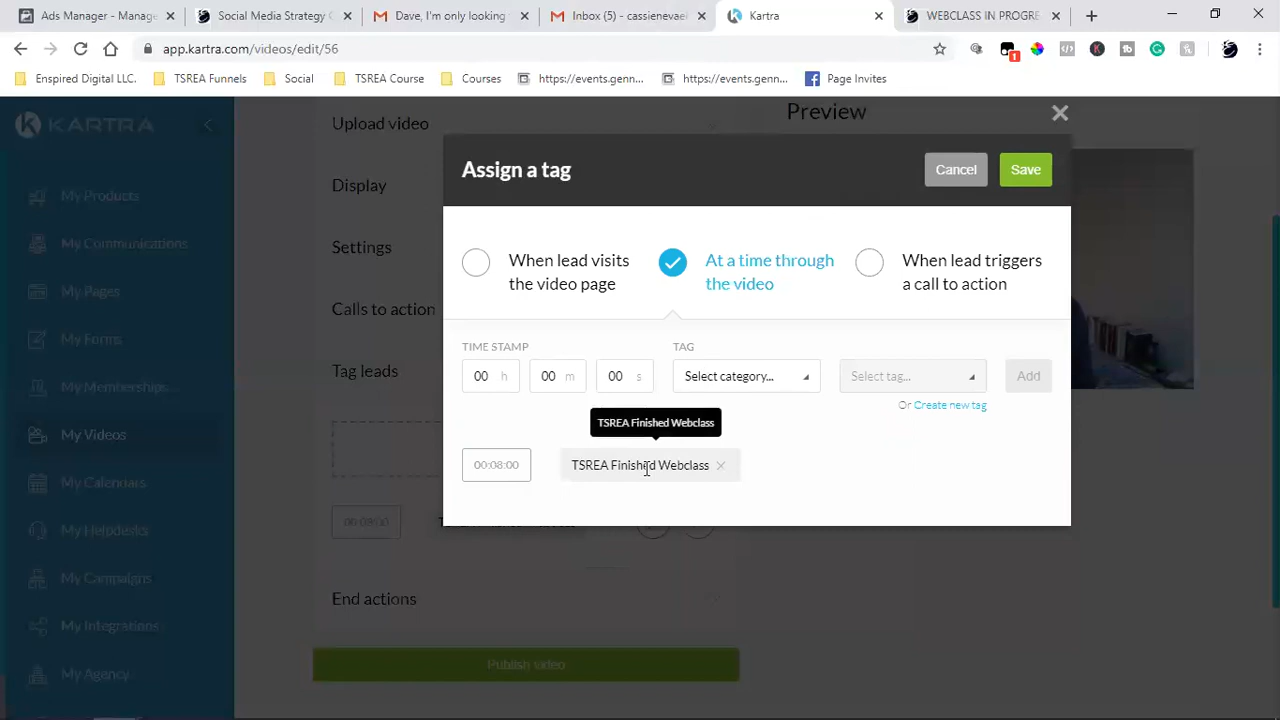 Ads Manager - Manage
Social Media Strategy C
Dave, I'm only looking
Inbox (5) - cassienevael
Kartra
WEBCLASS IN PROGRE
app.kartra.com/videos/edit/56
1
Enspired Digital LLC.
TSREA Funnels
Social
TSREA Course
Courses
https://events.genn...
https://events.genn...
Page Invites
KARTRA
My Products
My Communications
My Pages
My Forms
My Memberships
My Videos
My Calendars
My Helpdesks
My Campaigns
My Integrations
My Agency
Upload video
Display
Settings
Calls to action
Tag leads
End actions
Publish video
Preview
Assign a tag
Cancel
Save
When lead visits
the video page
At a time through
the video
When lead triggers
a call to action
TIME STAMP
TAG
00 h
00 m
00 s
Select category...
Select tag...
Add
Or Create new tag
TSREA Finished Webclass
00:08:00
TSREA Finished Webclass